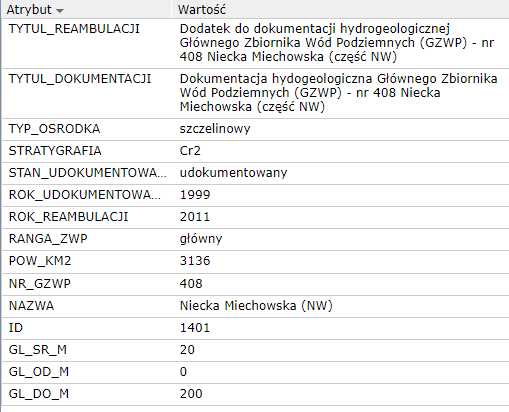 Atrybut Wartość
TYTUL_REAMBULACJI Dodatek do dokumentacji hydrogeologicznej
Głównego Zbiornika Wód Podziemnych (GZWP) - nr
408 Niecka Miechowska (część NW)
TYTUL_DOKUMENTACJI Dokumentacja hydogeologiczna Głównego Zbiornika
Wód Podziemnych (GZWP) - nr 408 Niecka
Miechowska (część NW)
TYP_OSRODKA szczelinowy
STRATYGRAFIA Cr2
STAN_UDOKUMENTOWA... udokumentowany
ROK_UDOKUMENTOWA... 1999
ROK_REAMBULACJI 2011
RANGA_ZWP główny
POW_KM2 3136
NR_GZWP 408
NAZWA Niecka Miechowska (NW)
ID 1401
GL_SR_M 20
GL_OD_M 0
GL_DO_M 200